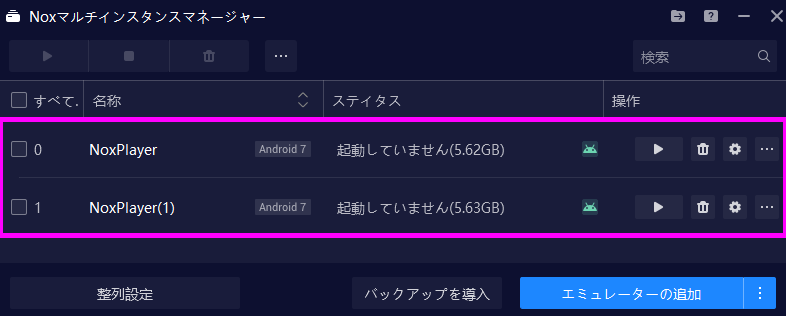 Noxマルチインスタンスマネージャー
検索
すべて. 名称 ステイタス 操作
0 NoxPlayer Android 7 起動していません(5.62GB)
1 NoxPlayer(1) Android 7 起動していません(5.63GB)
整列設定 バックアップを導入 エミュレーターの追加